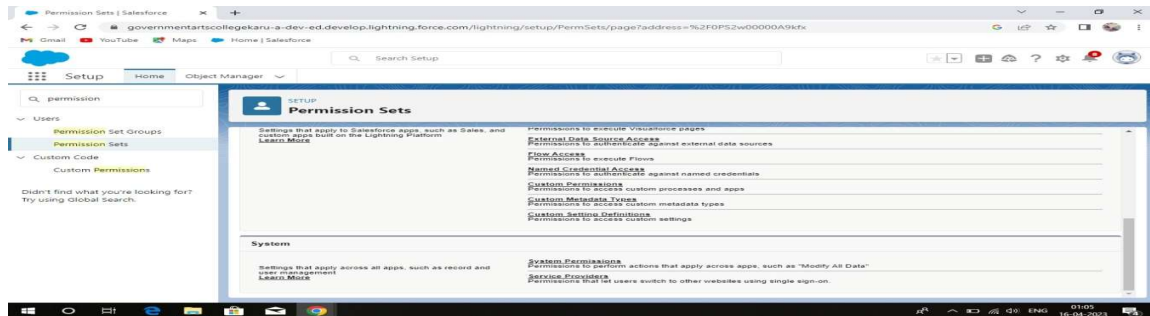 Permission Sets | Salesforce
governmentartscollegekaru-a-dev-ed.develop.lightning.force.com/lightning/setup/PermSets/page?address=%2F0PS2w00000A9kfx
Gmail YouTube Maps Home | Salesforce
Search Setup
Setup Home Object Manager
permission
Users
Permission Set Groups
Permission Sets
Custom Code
Custom Permissions
Didn't find what you're looking for?
Try using Global Search.
SETUP
Permission Sets
Settings that apply to Salesforce apps, such as Sales, and
custom apps built on the Lightning Platform
Learn More
Permissions to execute Visualforce pages
External Data Source Access
Permissions to authenticate against external data sources
Flow Access
Permissions to execute Flows
Named Credential Access
Permissions to authenticate against named credentials
Custom Permissions
Permissions to access custom processes and apps
Custom Metadata Types
Permissions to access custom metadata types
Custom Setting Definitions
Permissions to access custom settings
System
Settings that apply across all apps, such as record and
user management
Learn More
System Permissions
Permissions to perform actions that apply across apps, such as "Modify All Data"
Service Providers
Permissions that let users switch to other websites using single sign-on.
ENG
01:05
16-04-2023